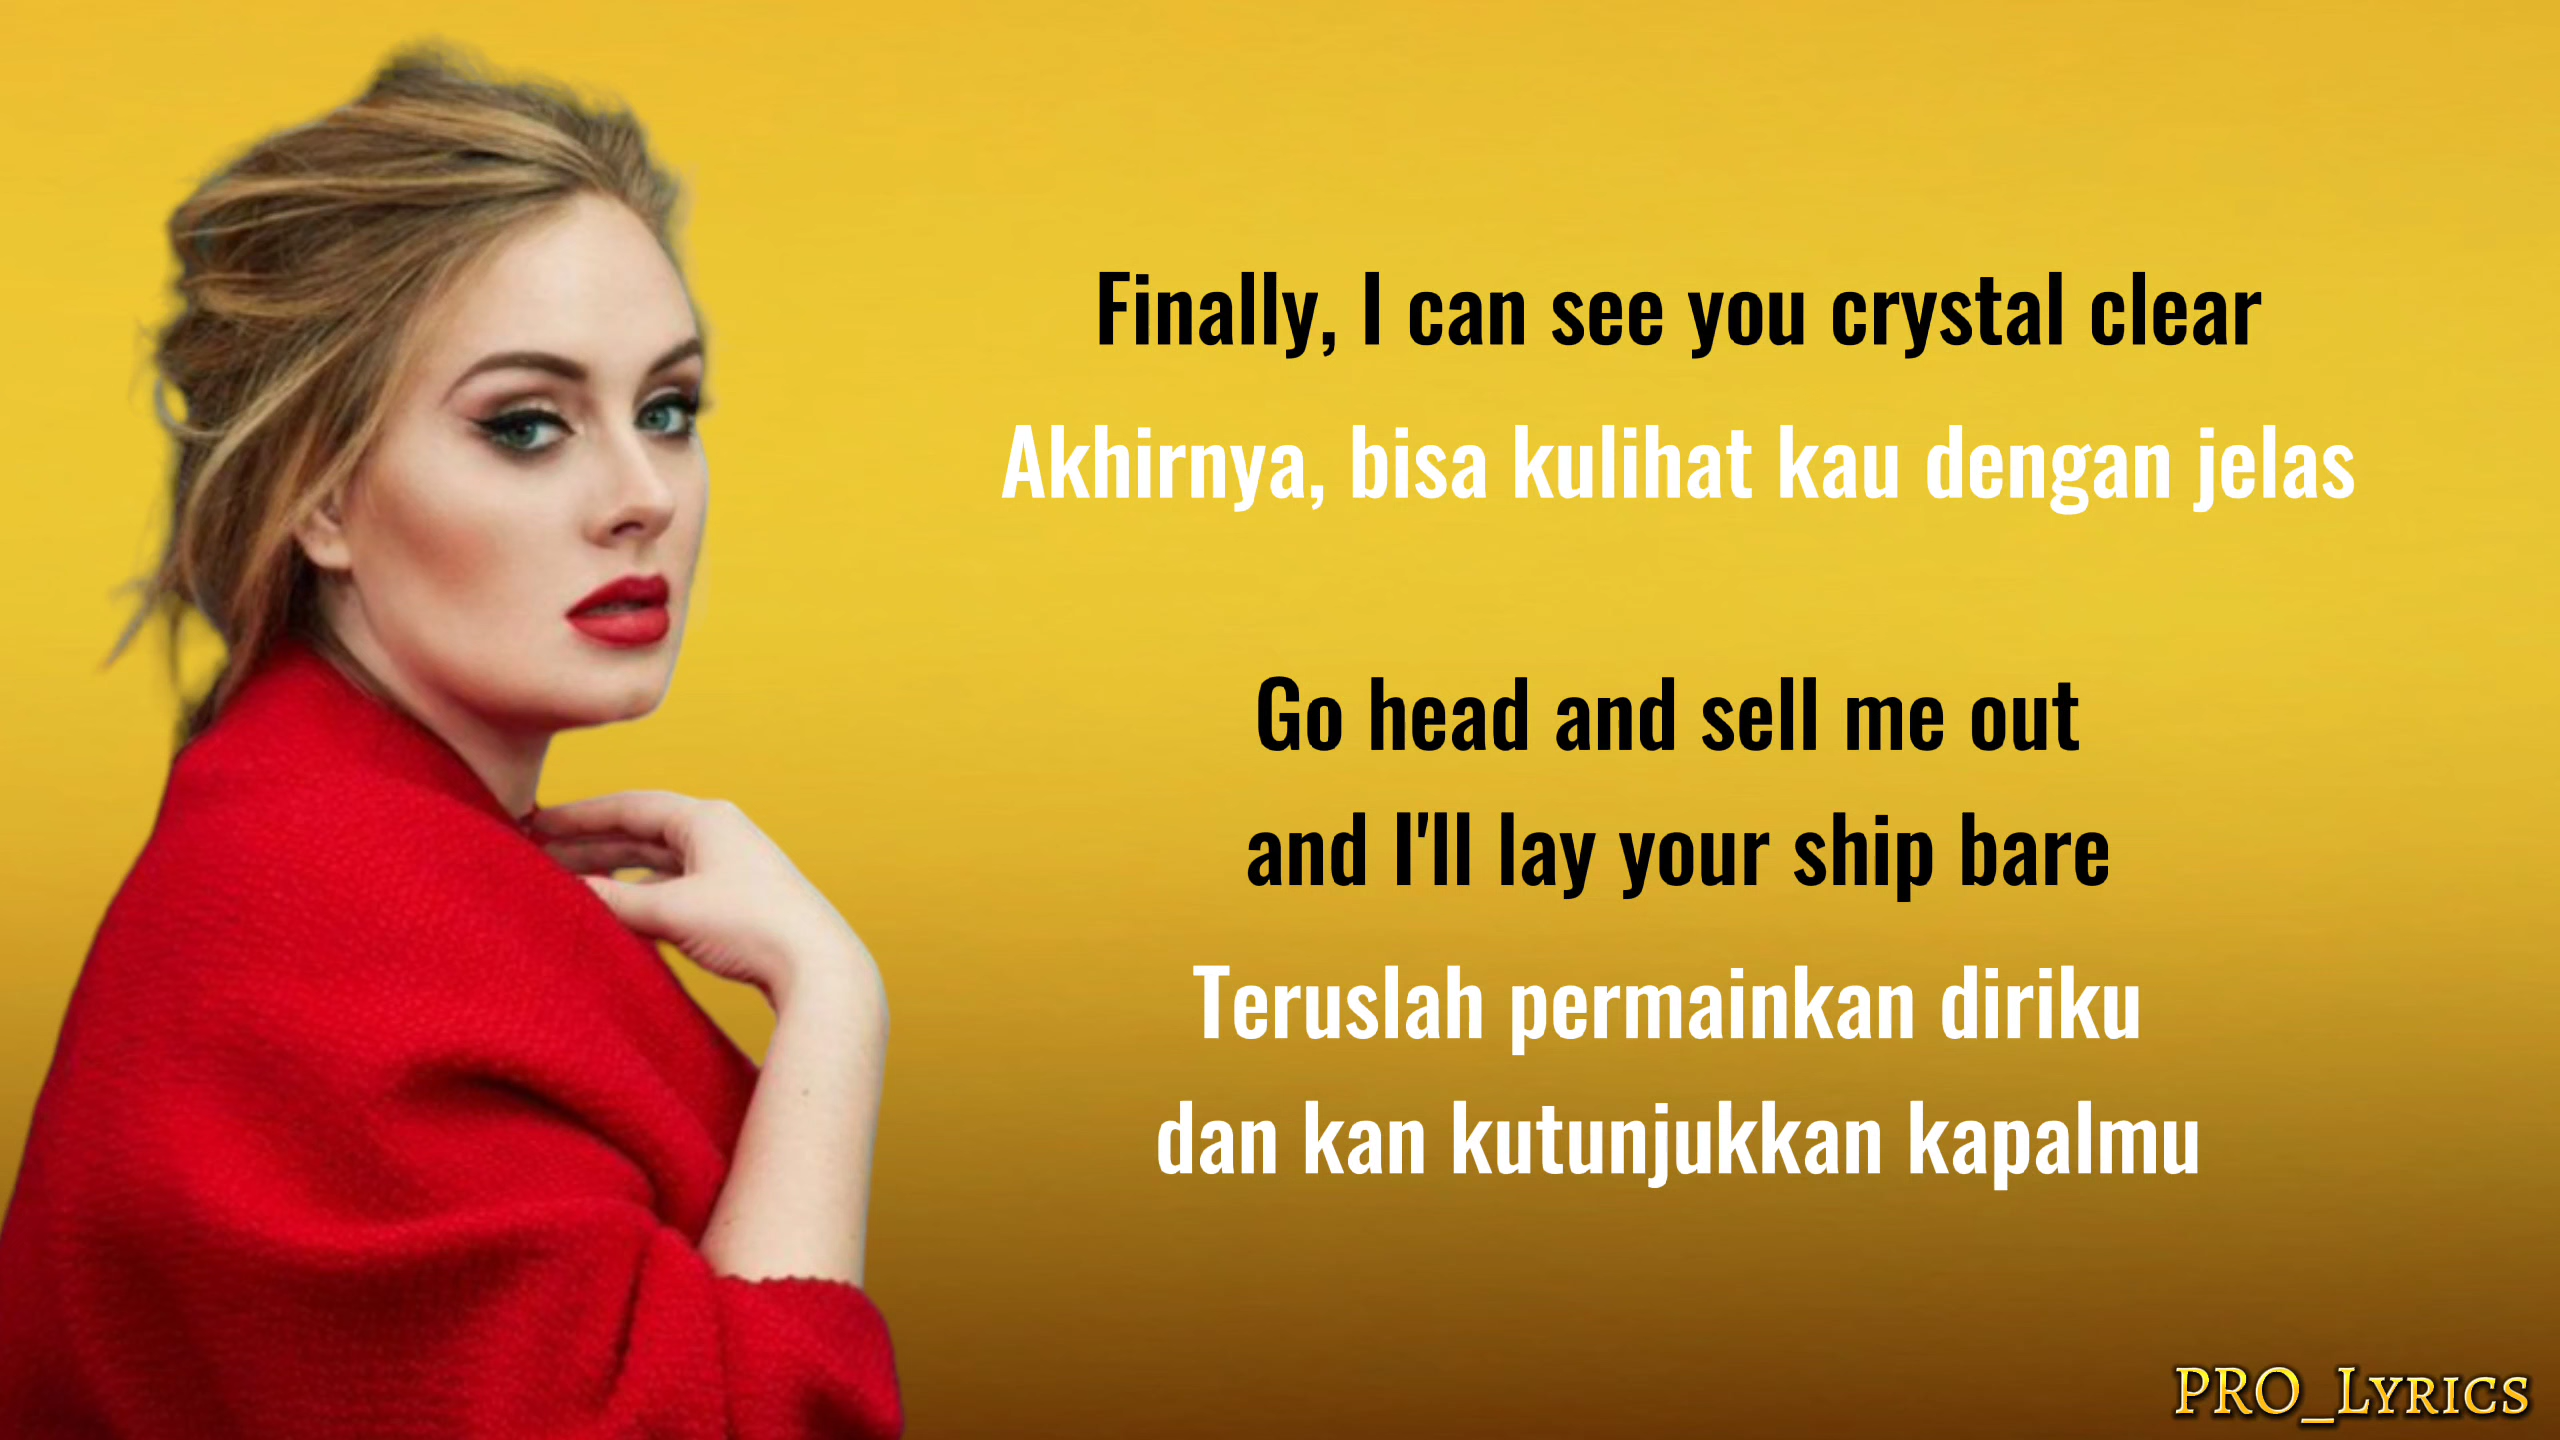 Finally, I can see you crystal clear
Akhirnya, bisa kulihat kau dengan jelas
Go head and sell me out
and I'll lay your ship bare
Teruslah permainkan diriku
dan kan kutunjukkan kapalmu
PRO_Lyrics